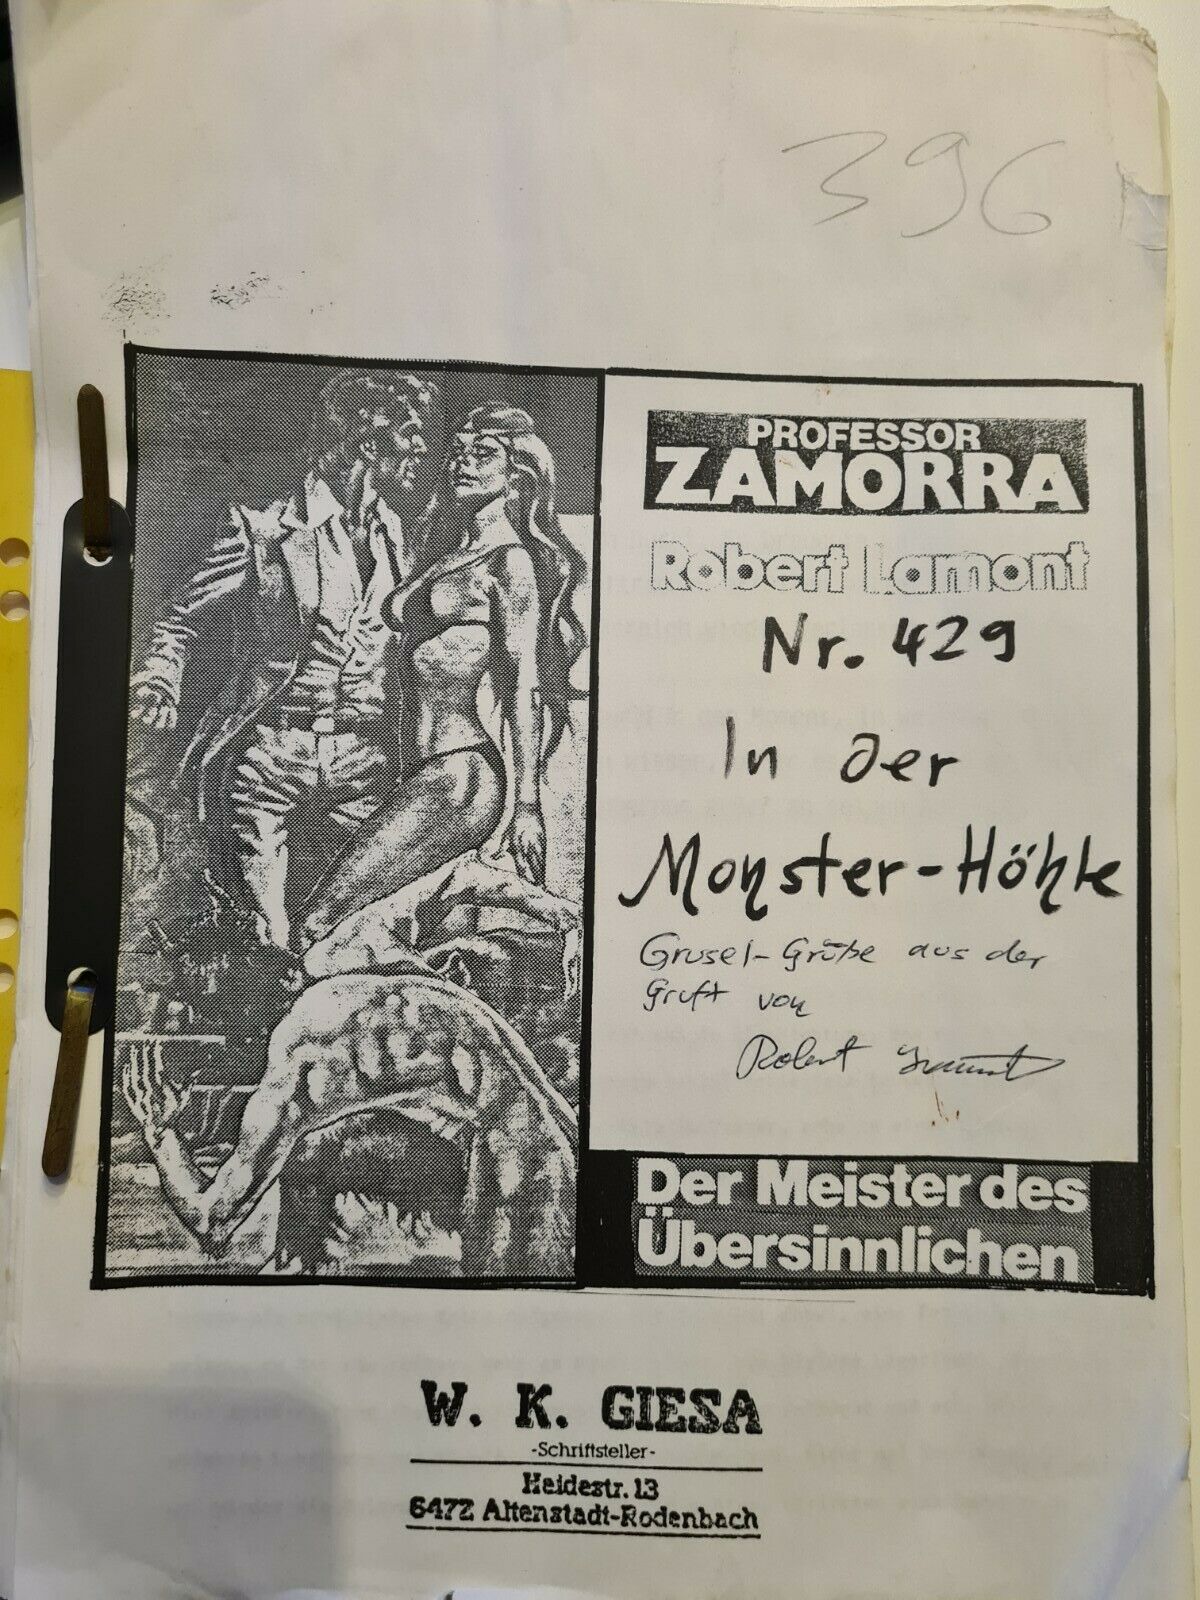 396
PROFESSOR
ZAMORRA
Robert Lamont
Nr. 429
In der
Monster-Höhle
Grusel-Grüße aus der
Gruft von
Robert Lamont
Der Meister des
Übersinnlichen
W. K. GIESA
-Schriftsteller-
Heidestr. 13
6472 Altenstadt-Rodenbach